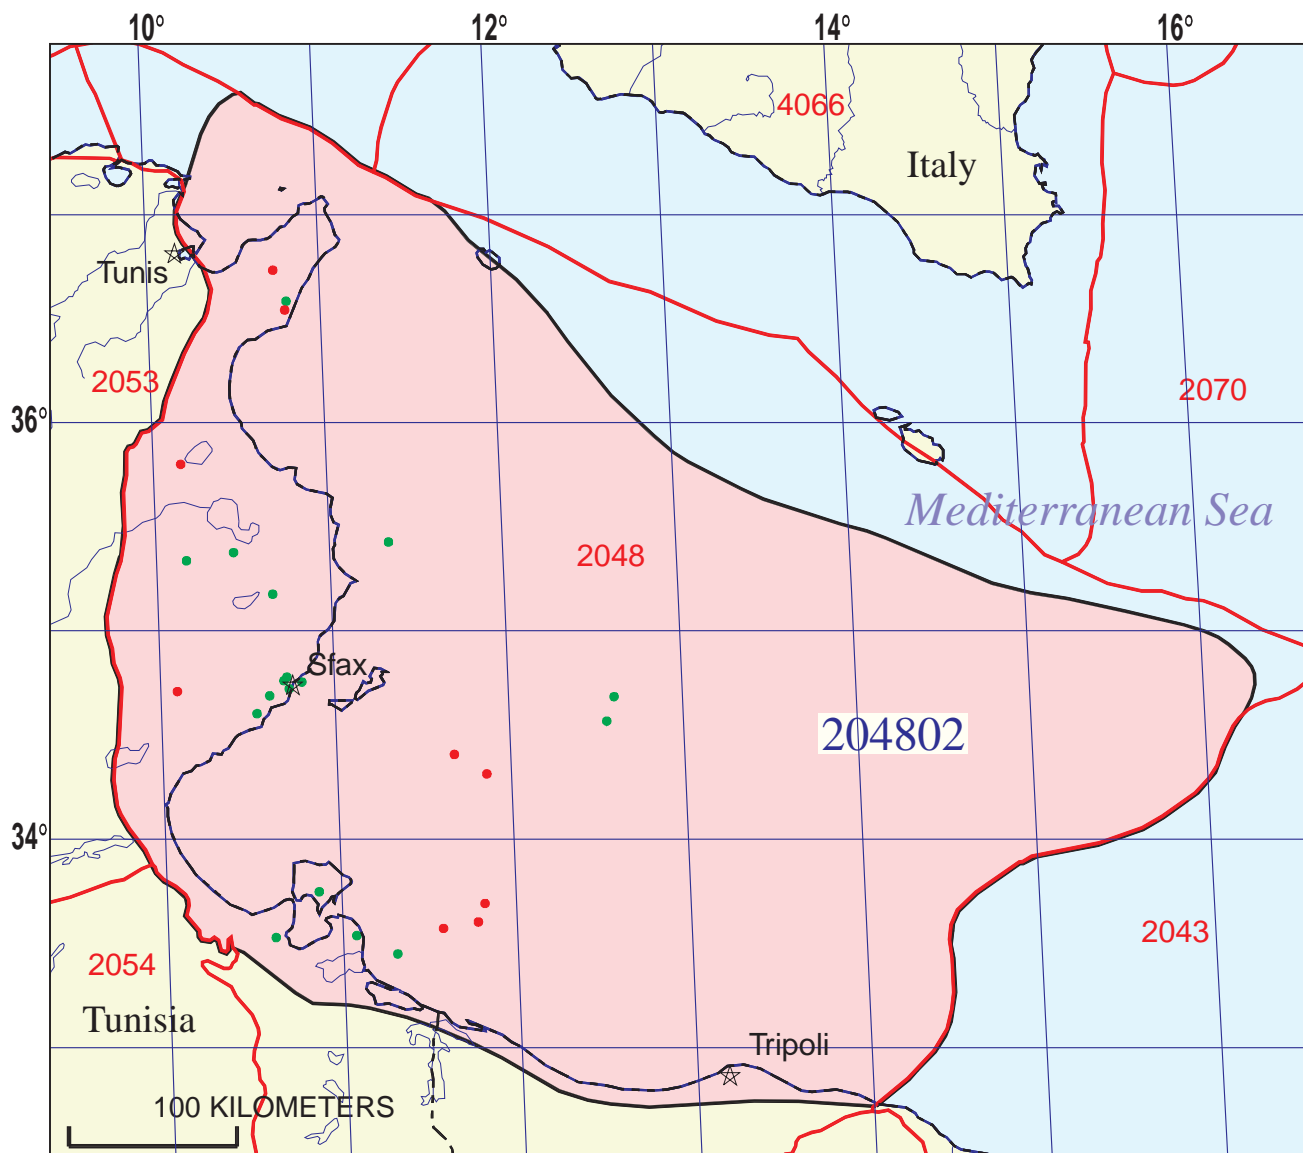 10° 12° 14° 16°
4066
Italy
Tunis
2053
2070
36°
Mediterranean Sea
2048
Sfax
204802
34°
2043
2054
Tunisia
Tripoli
100 KILOMETERS